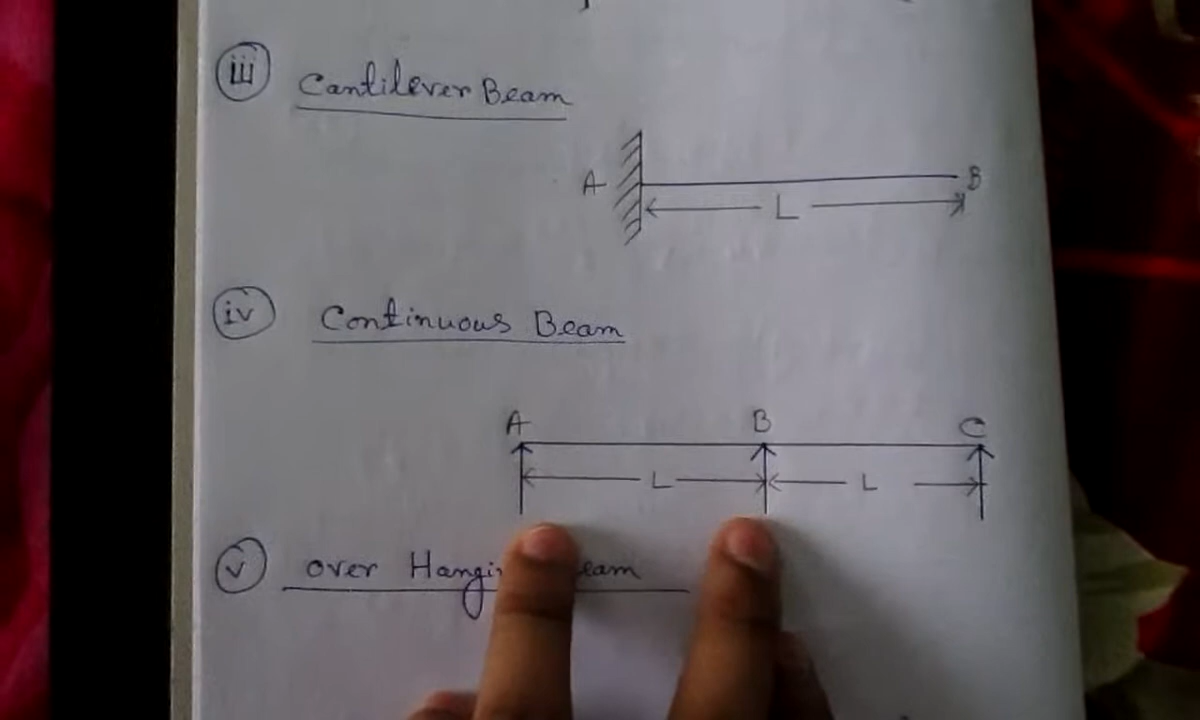 iii Cantilever Beam
A B
L
iv Continuous Beam
A B C
L L
v over